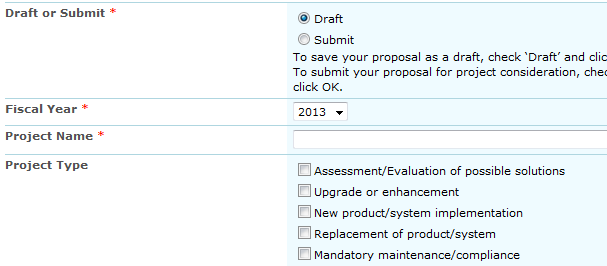 Draft or Submit *
Draft
Submit
To save your proposal as a draft, check ‘Draft’ and clic
To submit your proposal for project consideration, chec
click OK.
Fiscal Year *
2013
Project Name *
Project Type
Assessment/Evaluation of possible solutions
Upgrade or enhancement
New product/system implementation
Replacement of product/system
Mandatory maintenance/compliance